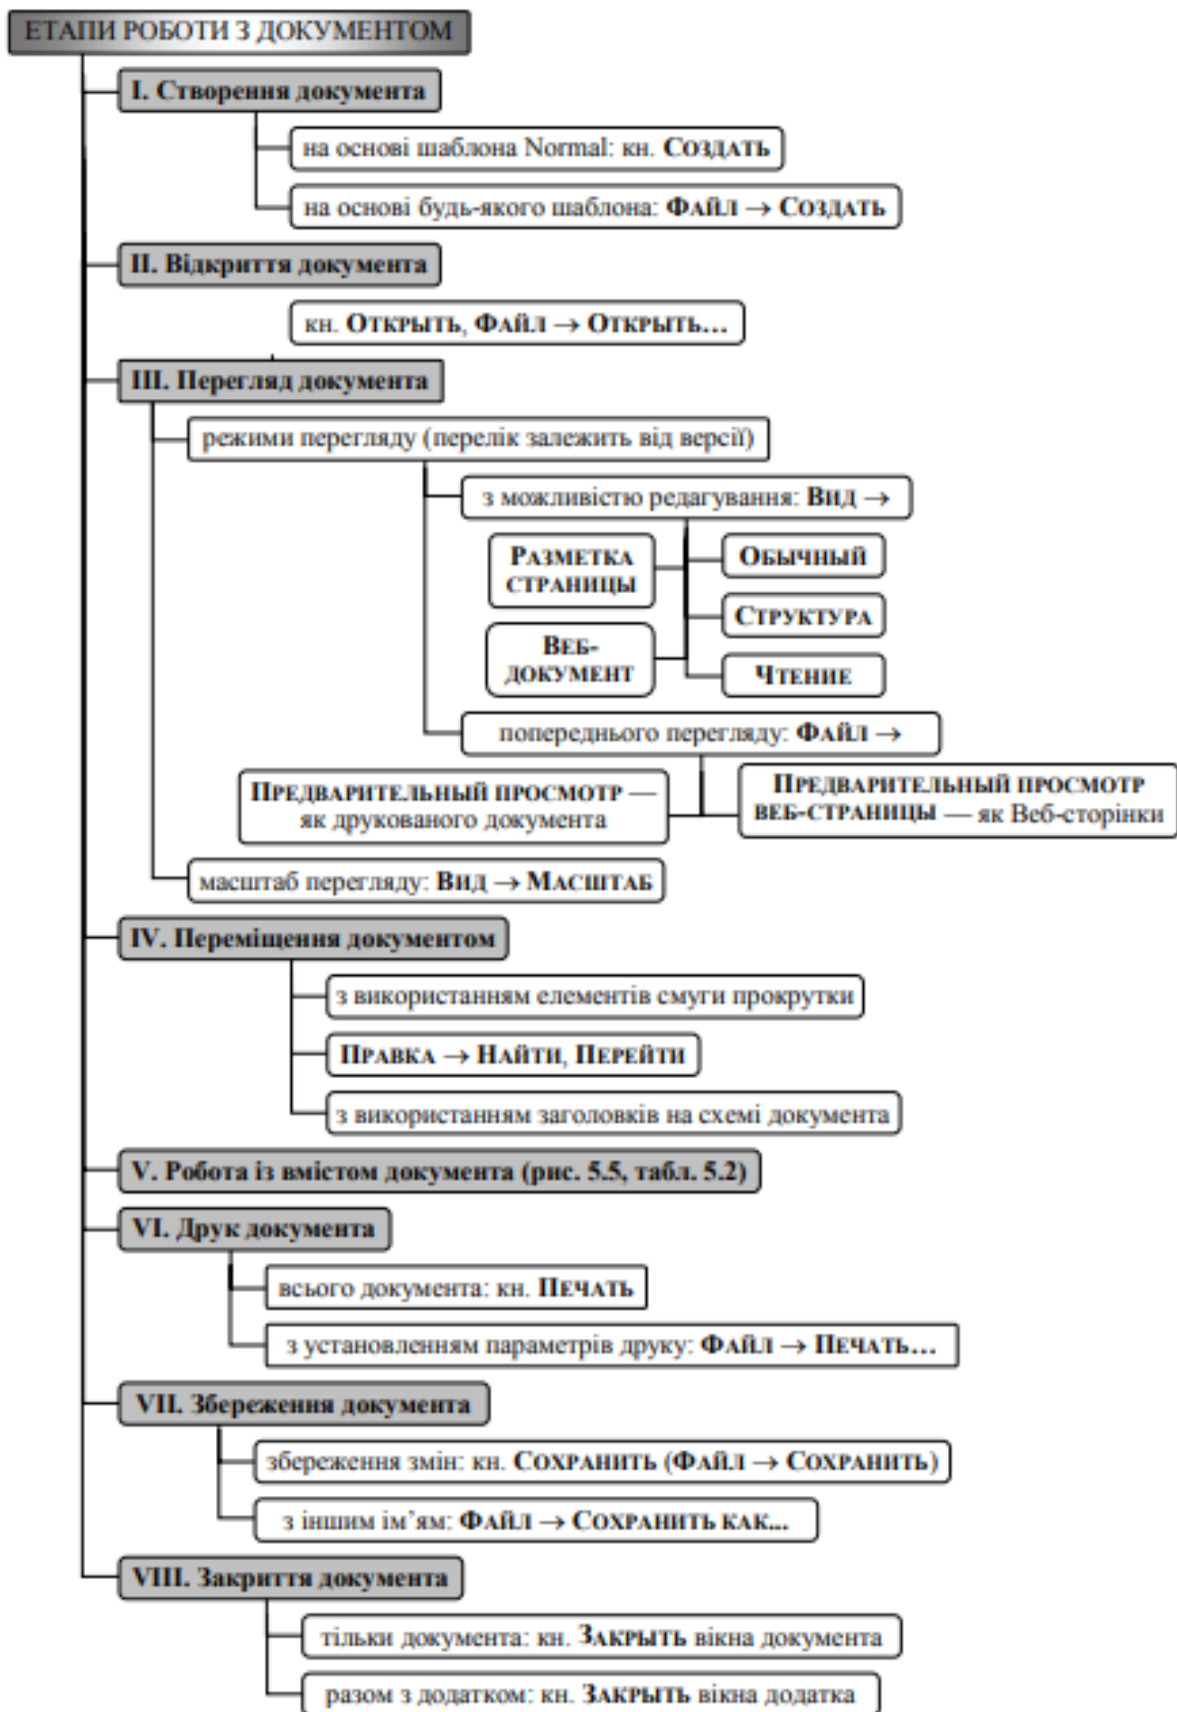 ЕТАПИ РОБОТИ З ДОКУМЕНТОМ
I. Створення документа
на основі шаблона Normal: кн. СОЗДАТЬ
на основі будь-якого шаблона: ФАЙЛ → СОЗДАТЬ
II. Відкриття документа
кн. ОТКРЫТЬ, ФАЙЛ → ОТКРЫТЬ...
III. Перегляд документа
режими перегляду (перелік залежить від версії)
з можливістю редагування: ВИД →
РАЗМЕТКА
СТРАНИЦЫ
ОБЫЧНЫЙ
СТРУКТУРА
ВЕБ-
ДОКУМЕНТ
ЧТЕНИЕ
попереднього перегляду: ФАЙЛ →
ПРЕДВАРИТЕЛЬНЫЙ ПРОСМОТР —
як друкованого документа
ПРЕДВАРИТЕЛЬНЫЙ ПРОСМОТР
ВЕБ-СТРАНИЦЫ — як Веб-сторінки
масштаб перегляду: ВИД → МАСШТАБ
IV. Переміщення документом
з використанням елементів смуги прокрутки
ПРАВКА → НАЙТИ, ПЕРЕЙТИ
з використанням заголовків на схемі документа
V. Робота із вмістом документа (рис. 5.5, табл. 5.2)
VI. Друк документа
всього документа: кн. ПЕЧАТЬ
з установленням параметрів друку: ФАЙЛ → ПЕЧАТЬ...
VII. Збереження документа
збереження змін: кн. СОХРАНИТЬ (ФАЙЛ → СОХРАНИТЬ)
з іншим ім’ям: ФАЙЛ → СОХРАНИТЬ КАК...
VIII. Закриття документа
тільки документа: кн. ЗАКРЫТЬ вікна документа
разом з додатком: кн. ЗАКРЫТЬ вікна додатка